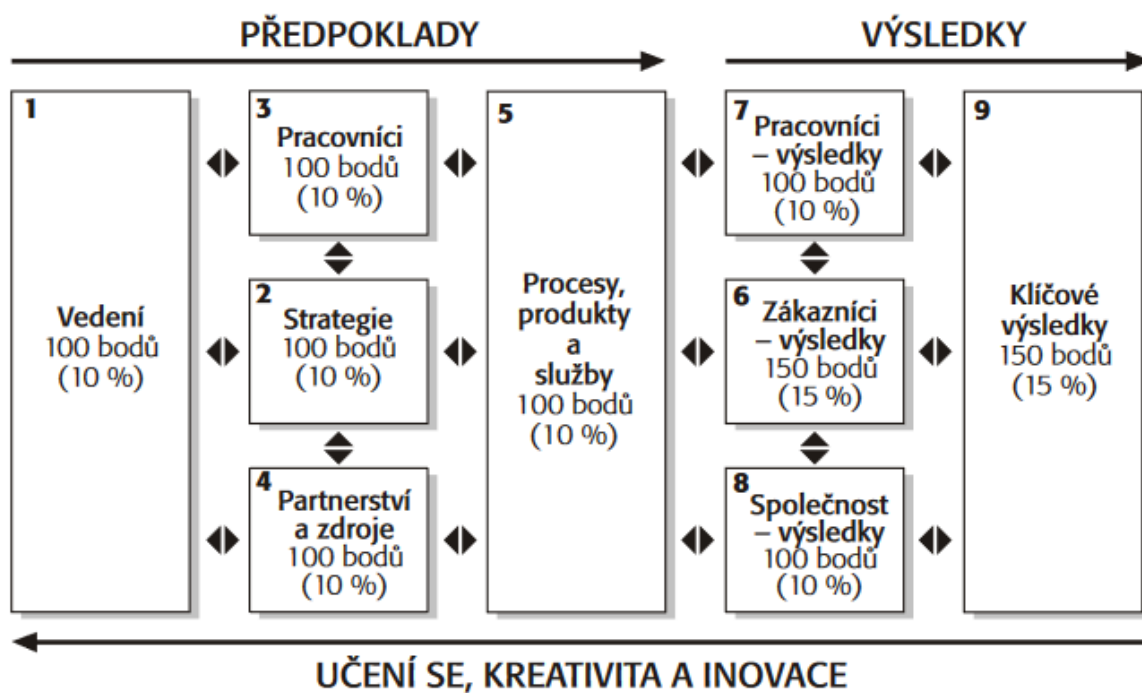 PŘEDPOKLADY
VÝSLEDKY
1
Vedení
100 bodů
(10 %)
3
Pracovníci
100 bodů
(10 %)
2
Strategie
100 bodů
(10 %)
4
Partnerství
a zdroje
100 bodů
(10 %)
5
Procesy,
produkty
a
služby
100 bodů
(10 %)
7
Pracovníci
– výsledky
100 bodů
(10 %)
6
Zákazníci
– výsledky
150 bodů
(15 %)
8
Společnost
– výsledky
100 bodů
(10 %)
9
Klíčové
výsledky
150 bodů
(15 %)
UČENÍ SE, KREATIVITA A INOVACE